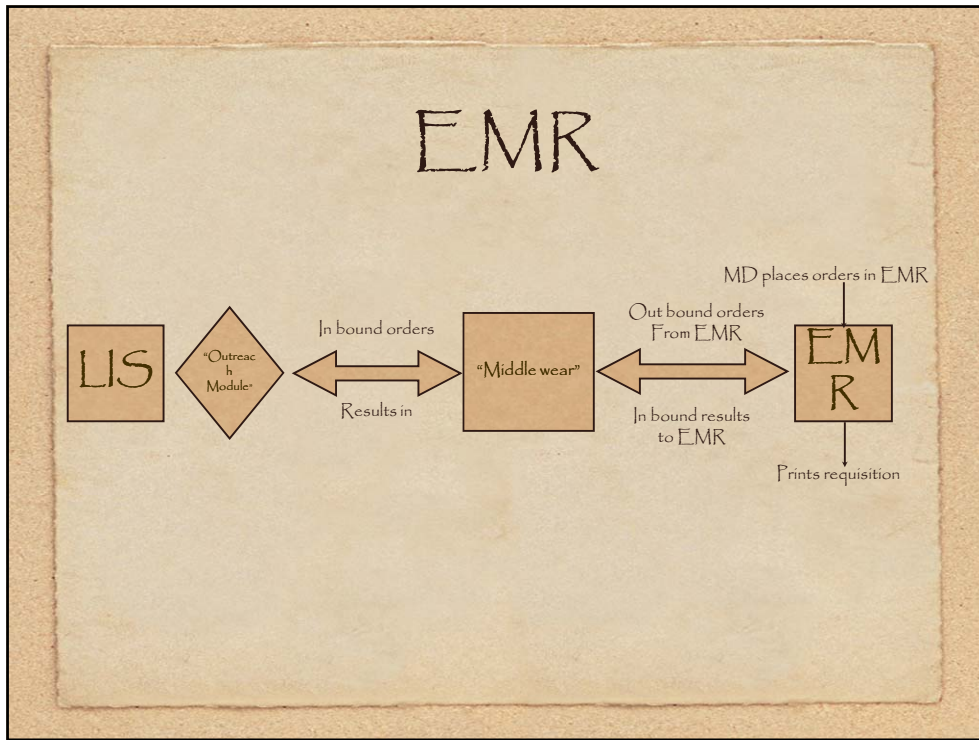 EMR
MD places orders in EMR
LIS
"Outreac
h
Module"
In bound orders
Results in
"Middle wear"
Out bound orders
From EMR
In bound results
to EMR
EM
R
Prints requisition